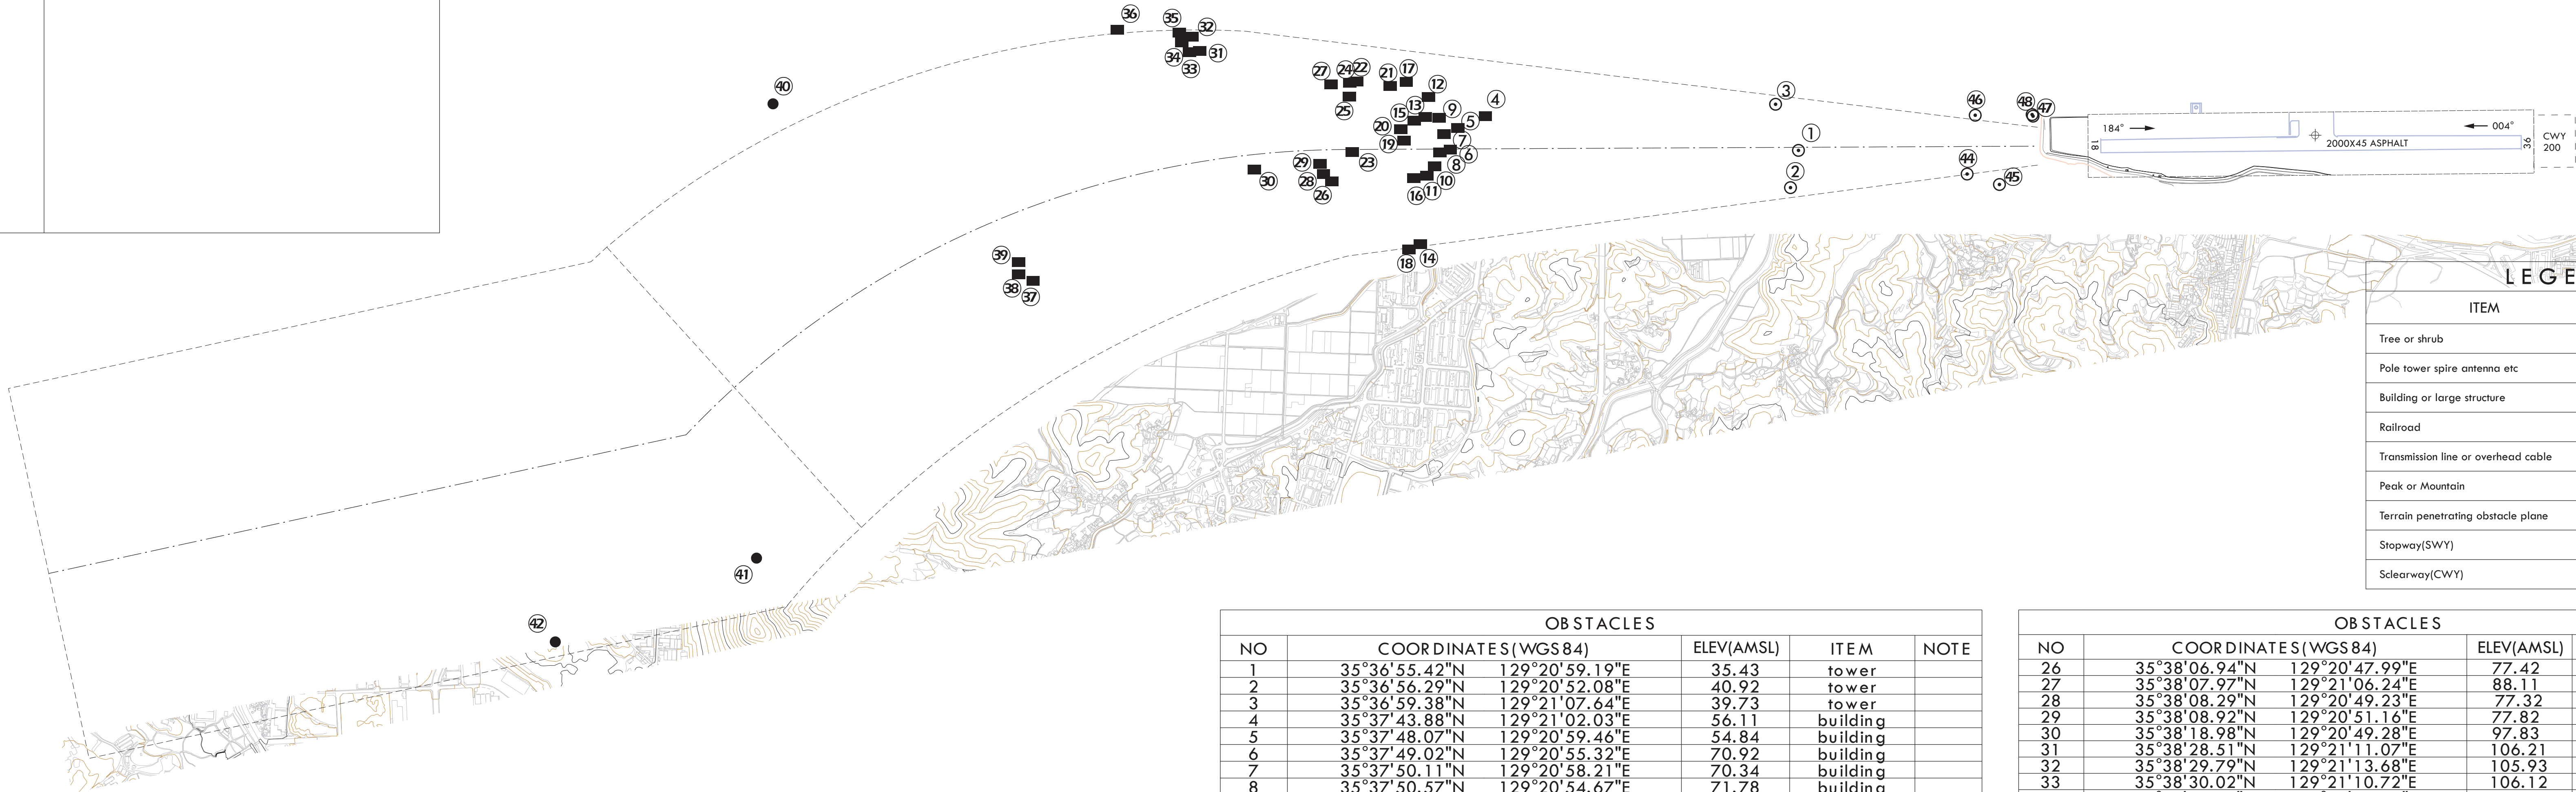 36
35
32
34
33
31
40
27
24
22
21
17
25
12
13
15
9
4
20
5
19
7
6
8
29
23
30
28
26
10
11
16
18
14
39
38
37
41
42
3
1
2
46
48
47
44
45
184°
004°
18
2000X45 ASPHALT
36
CWY
200
LEGE
ITEM
Tree or shrub
Pole tower spire antenna etc
Building or large structure
Railroad
Transmission line or overhead cable
Peak or Mountain
Terrain penetrating obstacle plane
Stopway(SWY)
Sclearway(CWY)
OBSTACLES
NO COORDINATES(WGS84) ELEV(AMSL) ITEM NOTE
1 35°36'55.42"N 129°20'59.19"E 35.43 tower
2 35°36'56.29"N 129°20'52.08"E 40.92 tower
3 35°36'59.38"N 129°21'07.64"E 39.73 tower
4 35°37'43.88"N 129°21'02.03"E 56.11 building
5 35°37'48.07"N 129°20'59.46"E 54.84 building
6 35°37'49.02"N 129°20'55.32"E 70.92 building
7 35°37'50.11"N 129°20'58.21"E 70.34 building
8 35°37'50.57"N 129°20'54.67"E 71.78 building
OBSTACLES
NO COORDINATES(WGS84) ELEV(AMSL)
26 35°38'06.94"N 129°20'47.99"E 77.42
27 35°38'07.97"N 129°21'06.24"E 88.11
28 35°38'08.29"N 129°20'49.23"E 77.32
29 35°38'08.92"N 129°20'51.16"E 77.82
30 35°38'18.98"N 129°20'49.28"E 97.83
31 35°38'28.51"N 129°21'11.07"E 106.21
32 35°38'29.79"N 129°21'13.68"E 105.93
33 35°38'30.02"N 129°21'10.72"E 106.12